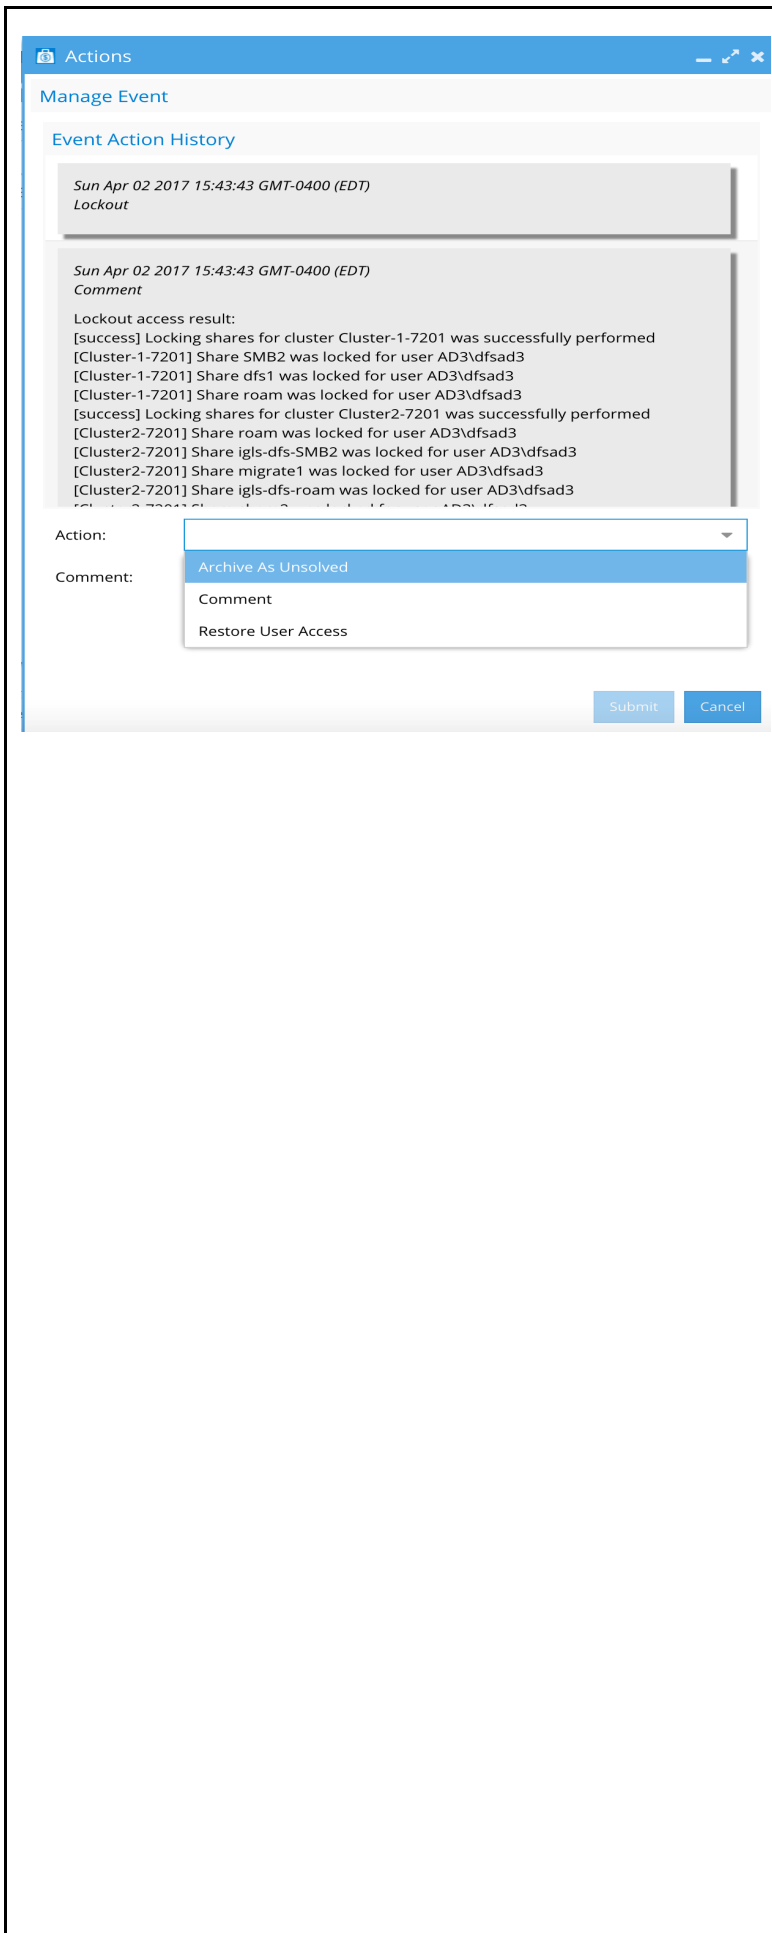 Actions
Manage Event
Event Action History
Sun Apr 02 2017 15:43:43 GMT-0400 (EDT)
Lockout
Sun Apr 02 2017 15:43:43 GMT-0400 (EDT)
Comment
Lockout access result:
[success] Locking shares for cluster Cluster-1-7201 was successfully performed
[Cluster-1-7201] Share SMB2 was locked for user AD3\dfsad3
[Cluster-1-7201] Share dfs1 was locked for user AD3\dfsad3
[Cluster-1-7201] Share roam was locked for user AD3\dfsad3
[success] Locking shares for cluster Cluster2-7201 was successfully performed
[Cluster2-7201] Share roam was locked for user AD3\dfsad3
[Cluster2-7201] Share igls-dfs-SMB2 was locked for user AD3\dfsad3
[Cluster2-7201] Share migrate1 was locked for user AD3\dfsad3
[Cluster2-7201] Share igls-dfs-roam was locked for user AD3\dfsad3
Action:
Archive As Unsolved
Comment:
Comment
Restore User Access
Submit Cancel